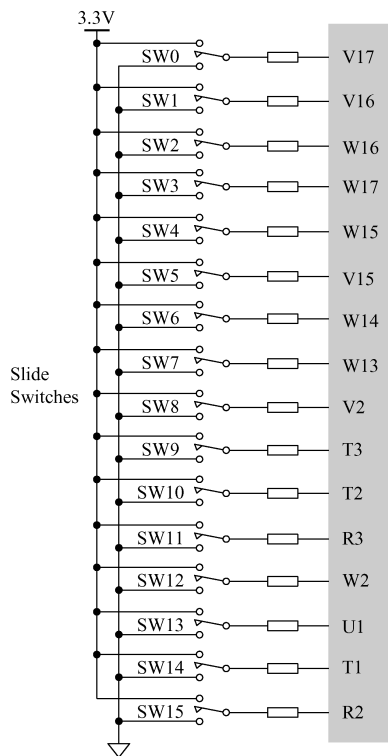 3.3V
SW0 V17
SW1 V16
SW2 W16
SW3 W17
SW4 W15
SW5 V15
SW6 W14
SW7 W13
Slide
Switches
SW8 V2
SW9 T3
SW10 T2
SW11 R3
SW12 W2
SW13 U1
SW14 T1
SW15 R2